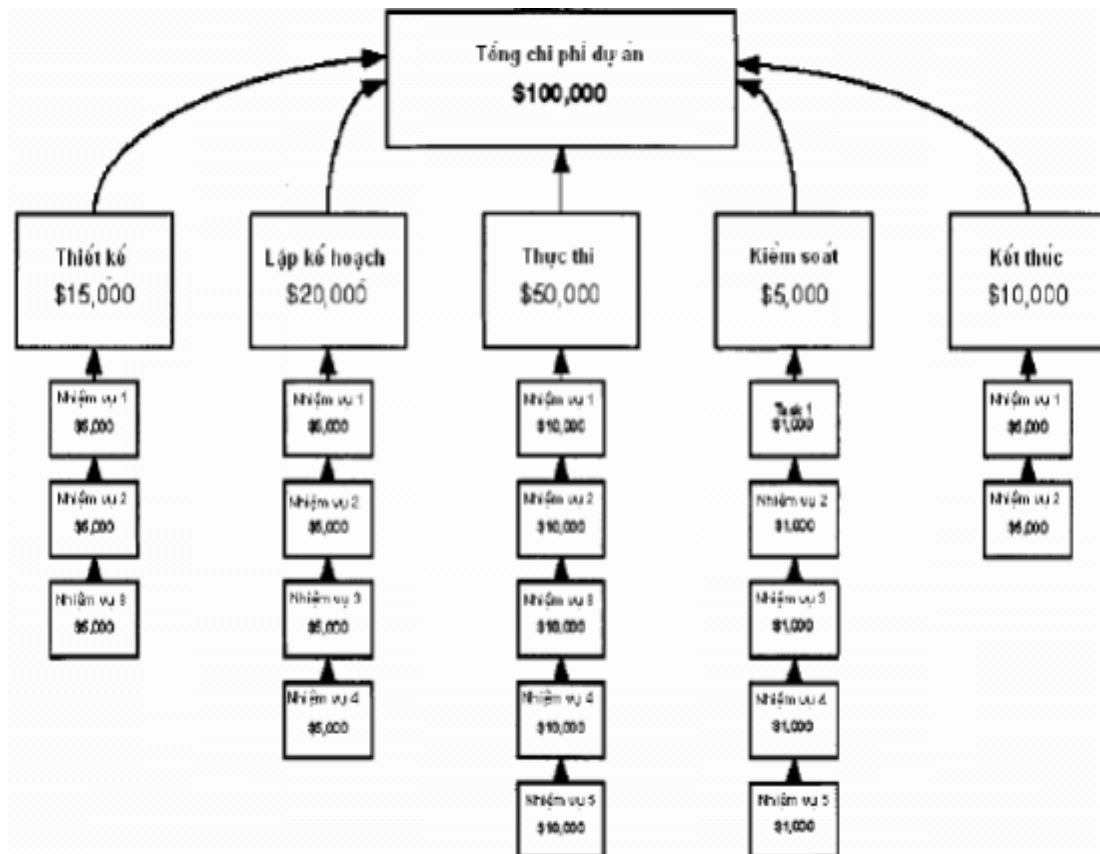 Tổng chi phí dự án
$100,000
Thiết kế
$15,000
Lập kế hoạch
$20,000
Thực thi
$50,000
Kiểm soát
$5,000
Kết thúc
$10,000
Nhiệm vụ 1
$5,000
Nhiệm vụ 2
$5,000
Nhiệm vụ 3
$5,000
Nhiệm vụ 1
$5,000
Nhiệm vụ 2
$5,000
Nhiệm vụ 3
$5,000
Nhiệm vụ 4
$5,000
Nhiệm vụ 1
$10,000
Nhiệm vụ 2
$10,000
Nhiệm vụ 3
$10,000
Nhiệm vụ 4
$10,000
Nhiệm vụ 5
$10,000
Task 1
$1,000
Nhiệm vụ 2
$1,000
Nhiệm vụ 3
$1,000
Nhiệm vụ 4
$1,000
Nhiệm vụ 5
$1,000
Nhiệm vụ 1
$5,000
Nhiệm vụ 2
$5,000